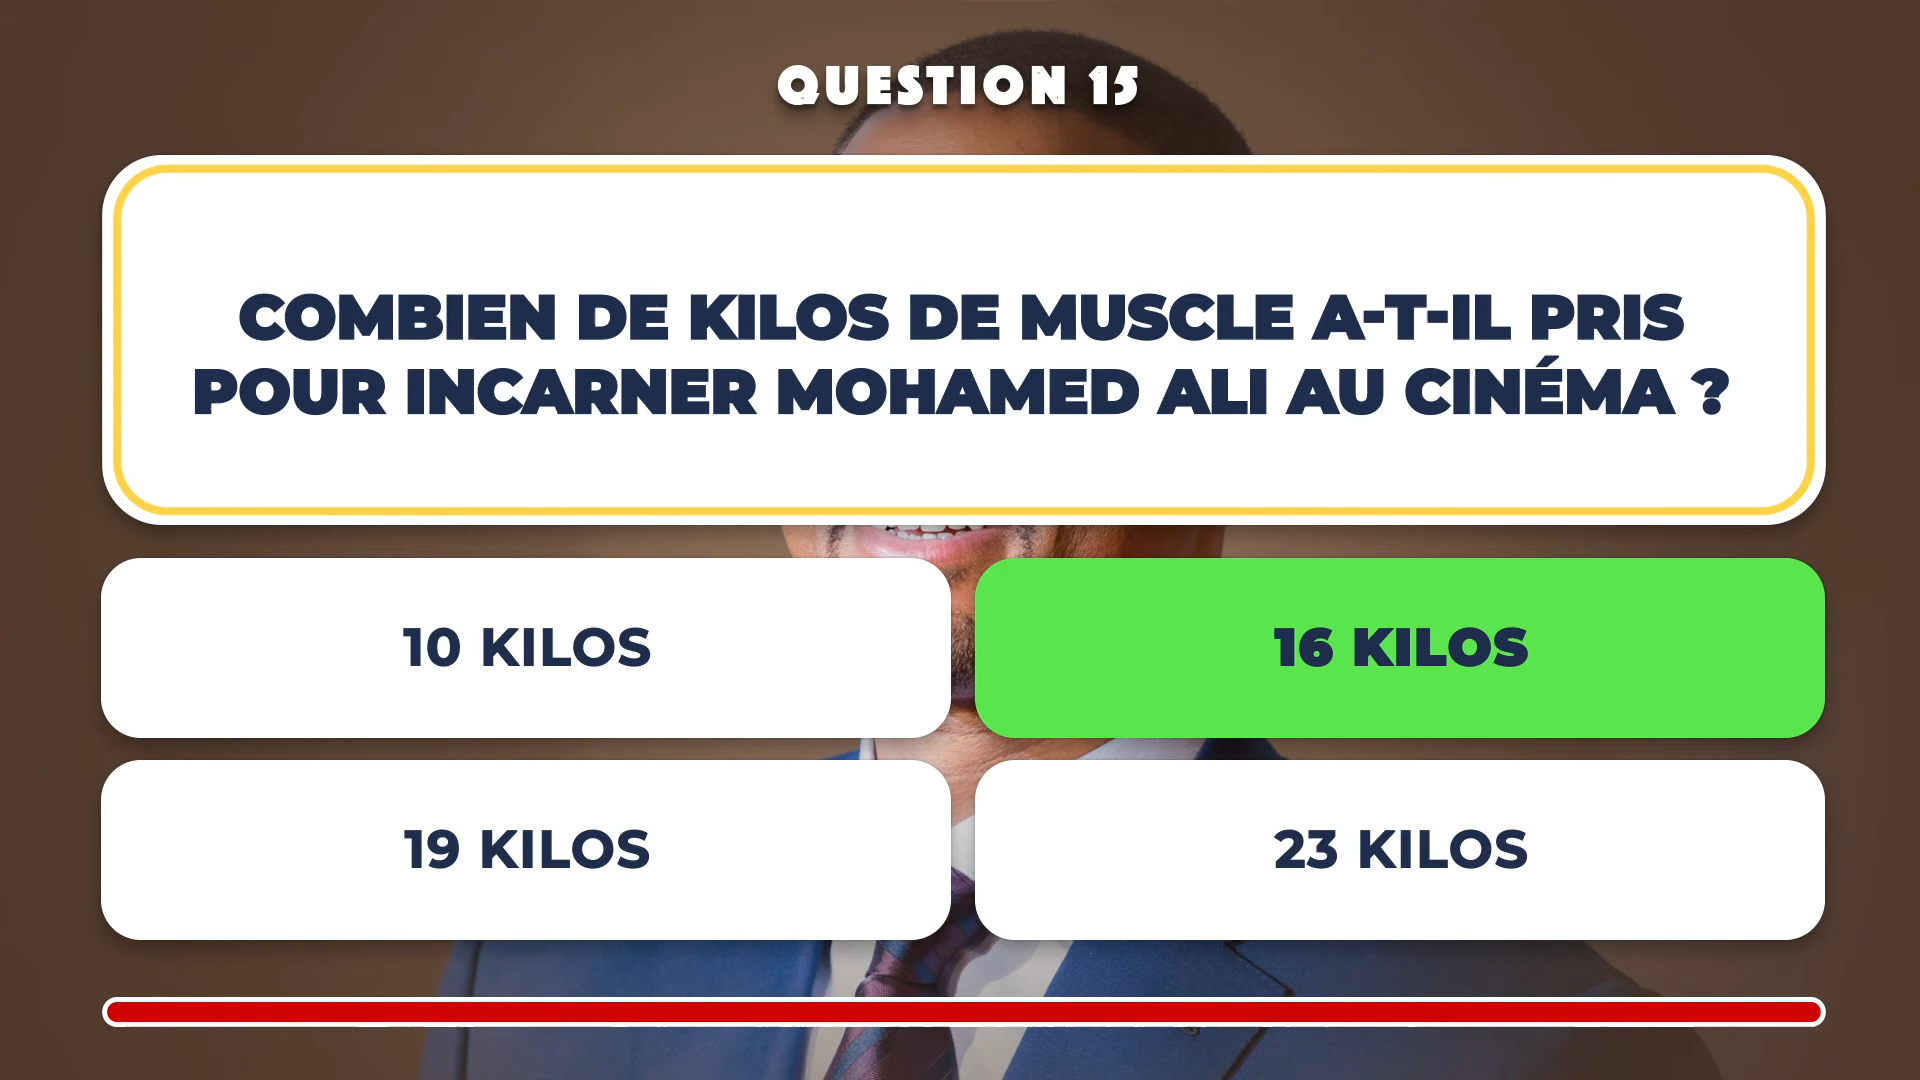 QUESTION 15
COMBIEN DE KILOS DE MUSCLE A-T-IL PRIS
POUR INCARNER MOHAMED ALI AU CINÉMA ?
10 KILOS
16 KILOS
19 KILOS
23 KILOS